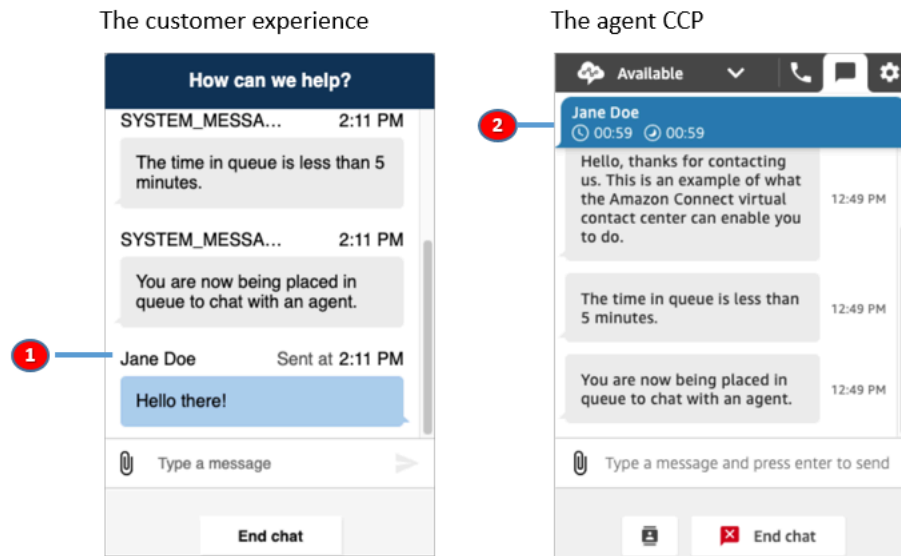 The customer experience
How can we help?
SYSTEM_MESSA... 2:11 PM
The time in queue is less than 5
minutes.
SYSTEM_MESSA... 2:11 PM
You are now being placed in
queue to chat with an agent.
1
Jane Doe Sent at 2:11 PM
Hello there!
Type a message
End chat
The agent CCP
Available
2
Jane Doe
00:59 00:59
Hello, thanks for contacting
us. This is an example of what
the Amazon Connect virtual
contact center can enable you
to do.
12:49 PM
The time in queue is less than
5 minutes.
12:49 PM
You are now being placed in
queue to chat with an agent.
12:49 PM
Type a message and press enter to send
End chat